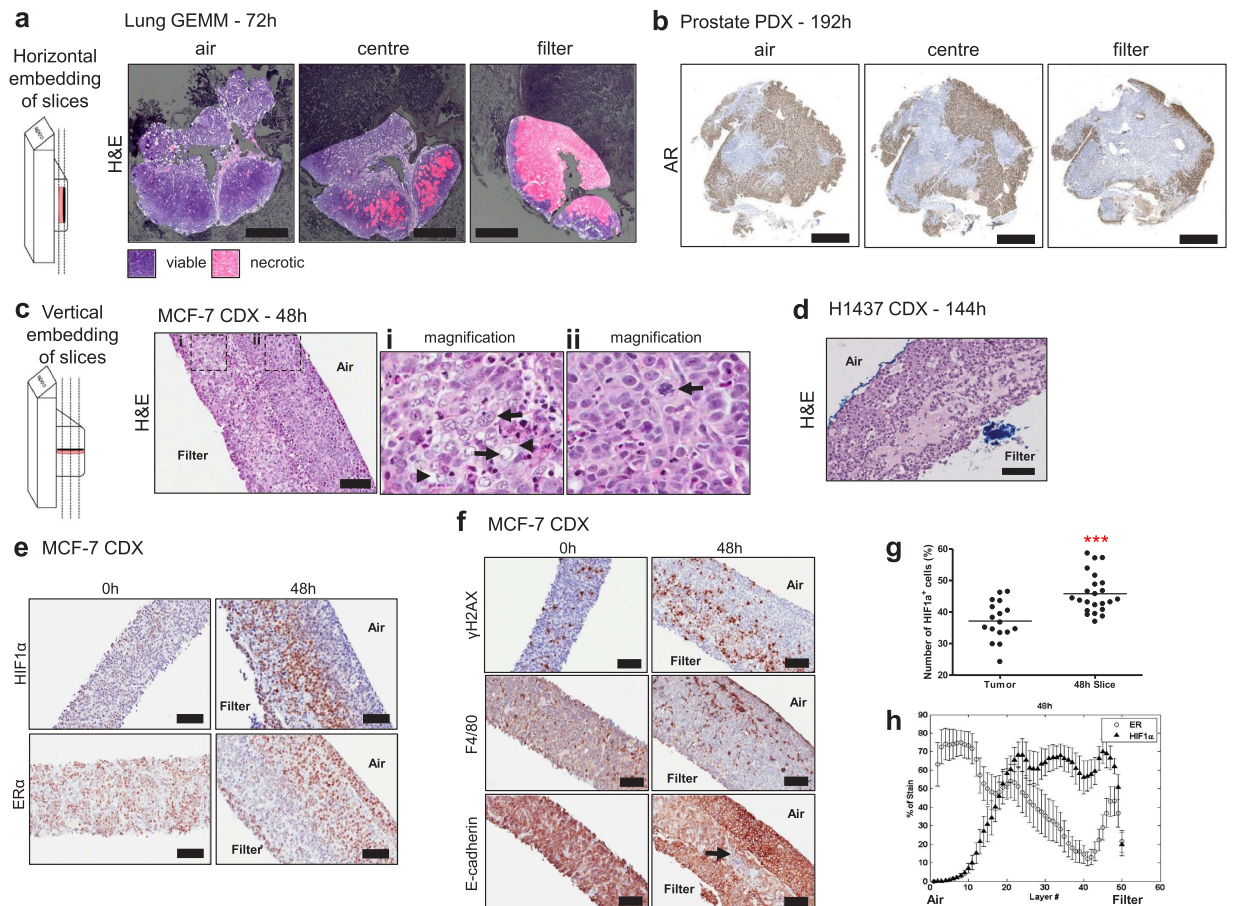 a
Lung GEMM - 72h
Horizontal
embedding
of slices
code
air
centre
filter
H&E
viable
necrotic
b
Prostate PDX - 192h
air
centre
filter
AR
c
Vertical
embedding
of slices
code
MCF-7 CDX - 48h
H&E
i
ii
Air
Filter
i
magnification
ii
magnification
d
H1437 CDX - 144h
H&E
Air
Filter
e
MCF-7 CDX
0h
48h
HIF1α
Air
Filter
ERα
Air
Filter
f
MCF-7 CDX
0h
48h
γH2AX
Air
Filter
F4/80
Air
Filter
E-cadherin
Air
Filter
g
***
Number of HIF1a+ cells (%)
60
50
40
30
20
Tumor
48h Slice
h
48h
ER
HIF1α
% of Stain
90
80
70
60
50
40
30
20
10
0
0
10
20
30
40
50
60
Air
Layer #
Filter